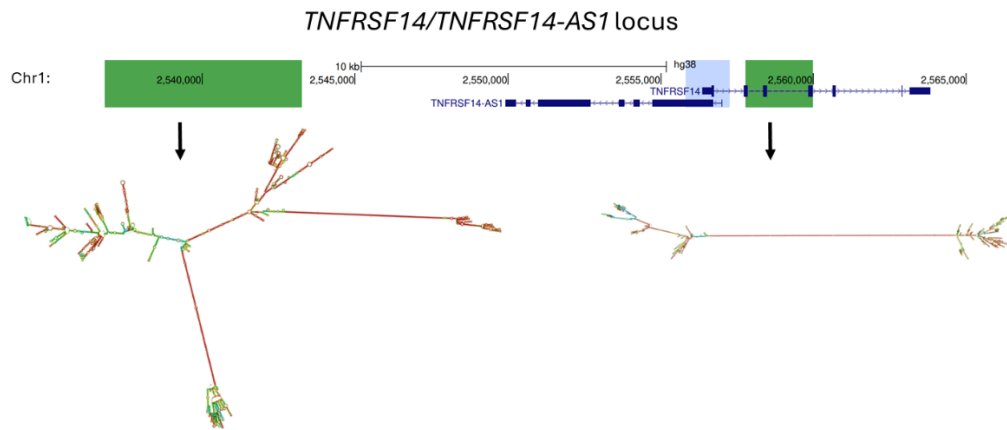 TNFRSF14/TNFRSF14-AS1 locus
10 kb hg38
Chr1: 2,540,000 2,545,000 2,550,000 2,555,000 2,560,000 2,565,000
TNFRSF14
TNFRSF14-AS1